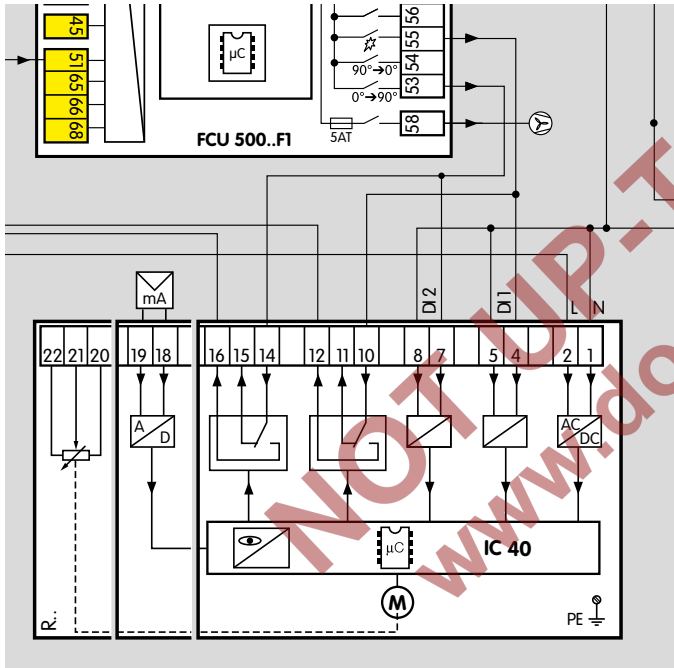 45
51
65
66
68
µC
FCU 500..F1
56
55
90°→0°
54
0°→90°
53
5AT
58
mA
DI 2
DI 1
L
N
22
21
20
19
18
16
15
14
12
11
10
8
7
5
4
2
1
A
D
AC
DC
µC
IC 40
M
R..
PE
NOT UP-T
www.do